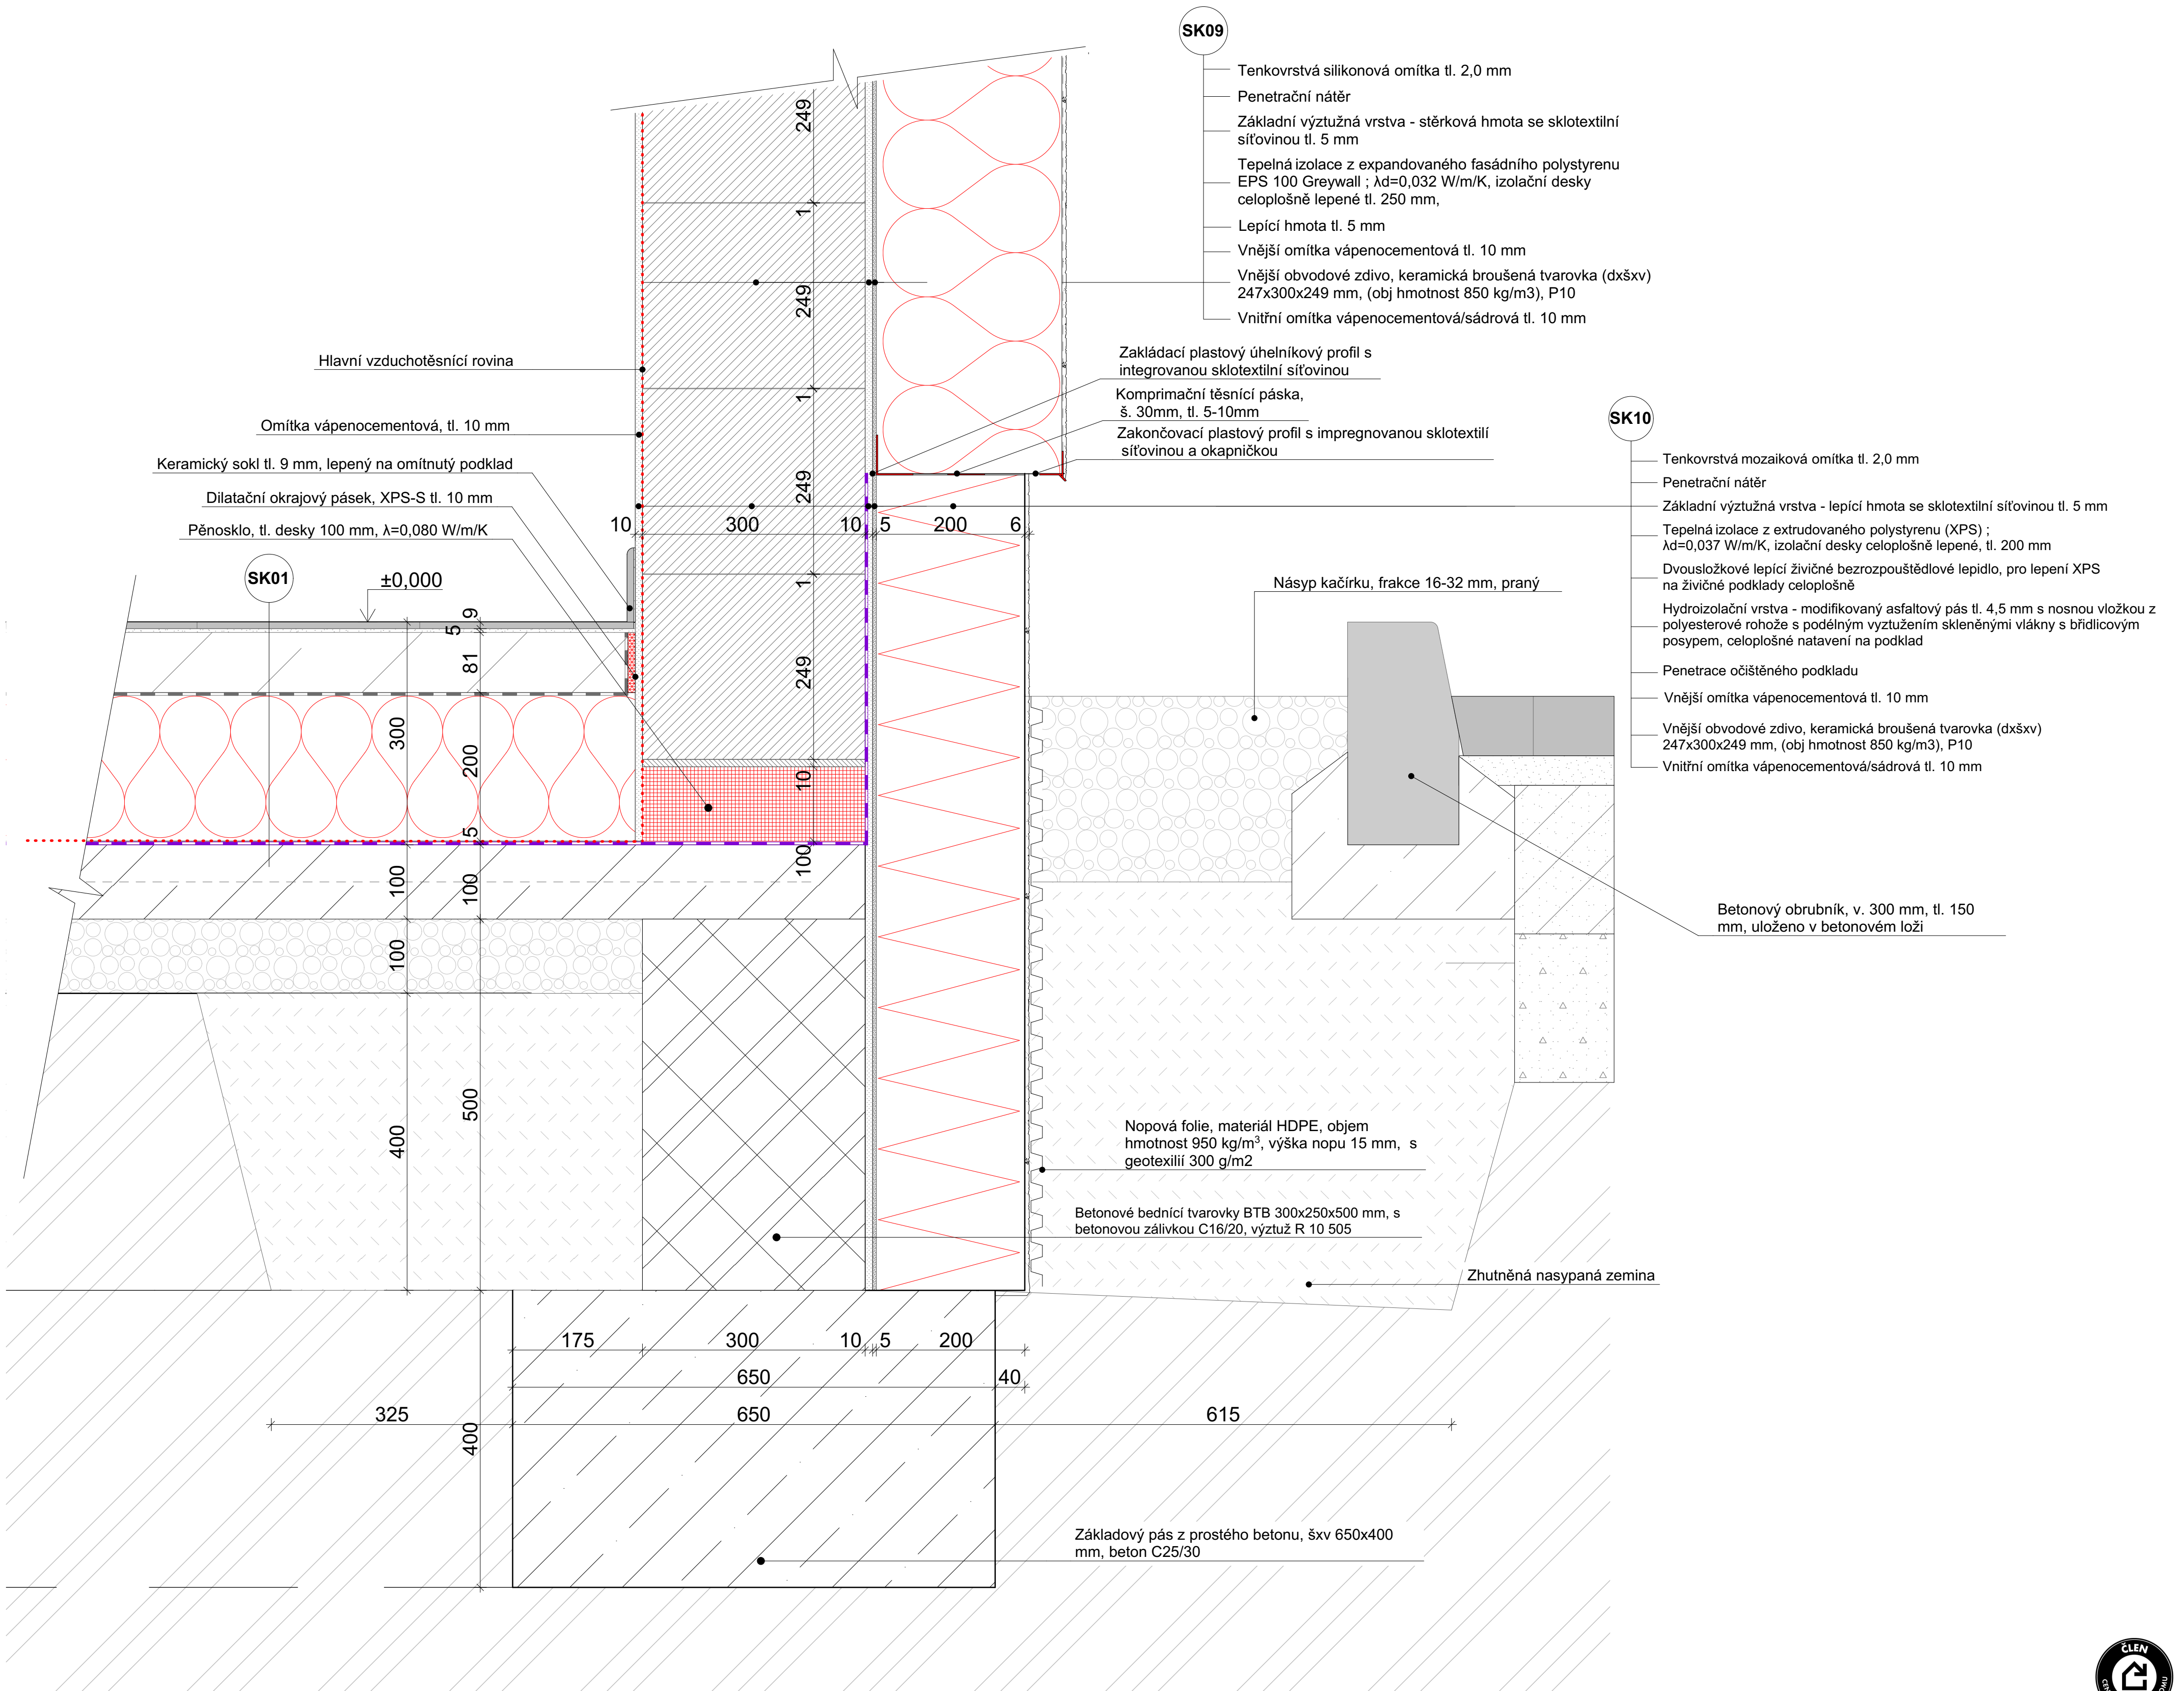 SK09
Tenkovrstvá silikonová omítka tl. 2,0 mm
Penetrační nátěr
Základní výztužná vrstva - stěrková hmota se sklotextilní
síťovinou tl. 5 mm
Tepelná izolace z expandovaného fasádního polystyrenu
EPS 100 Greywall ; λd=0,032 W/m/K, izolační desky
celoplošně lepené tl. 250 mm,
Lepící hmota tl. 5 mm
Vnější omítka vápenocementová tl. 10 mm
Vnější obvodové zdivo, keramická broušená tvarovka (dxšxv)
247x300x249 mm, (obj hmotnost 850 kg/m3), P10
Vnitřní omítka vápenocementová/sádrová tl. 10 mm
Hlavní vzduchotěsnící rovina
Omítka vápenocementová, tl. 10 mm
Keramický sokl tl. 9 mm, lepený na omítnutý podklad
Dilatační okrajový pásek, XPS-S tl. 10 mm
Pěnosklo, tl. desky 100 mm, λ=0,080 W/m/K
SK01
±0,000
Zakládací plastový úhelníkový profil s
integrovanou sklotextilní síťovinou
Komprimační těsnící páska,
š. 30mm, tl. 5-10mm
Zakončovací plastový profil s impregnovanou sklotextilí
síťovinou a okapničkou
SK10
Tenkovrstvá mozaiková omítka tl. 2,0 mm
Penetrační nátěr
Základní výztužná vrstva - lepící hmota se sklotextilní síťovinou tl. 5 mm
Tepelná izolace z extrudovaného polystyrenu (XPS) ;
λd=0,037 W/m/K, izolační desky celoplošně lepené, tl. 200 mm
Dvousložkové lepící živičné bezrozpouštědlové lepidlo, pro lepení XPS
na živičné podklady celoplošně
Hydroizolační vrstva - modifikovaný asfaltový pás tl. 4,5 mm s nosnou vložkou z
polyesterové rohože s podélným vyztužením skleněnými vlákny s břidlicovým
posypem, celoplošné natavení na podklad
Penetrace očištěného podkladu
Vnější omítka vápenocementová tl. 10 mm
Vnější obvodové zdivo, keramická broušená tvarovka (dxšxv)
247x300x249 mm, (obj hmotnost 850 kg/m3), P10
Vnitřní omítka vápenocementová/sádrová tl. 10 mm
249
1
249
1
249
1
249
10
100
10 300 10 5 200 6
9
5
81
200
5
100
500
400
300
100
100
400
Násyp kačírku, frakce 16-32 mm, praný
Betonový obrubník, v. 300 mm, tl. 150
mm, uloženo v betonovém loži
Nopová folie, materiál HDPE, objem
hmotnost 950 kg/m3, výška nopu 15 mm, s
geotexilií 300 g/m2
Betonové bednící tvarovky BTB 300x250x500 mm, s
betonovou zálivkou C16/20, výztuž R 10 505
Zhutněná nasypaná zemina
175 300 10 5 200
650 40
325 650 615
Základový pás z prostého betonu, šxv 650x400
mm, beton C25/30
ČLEN